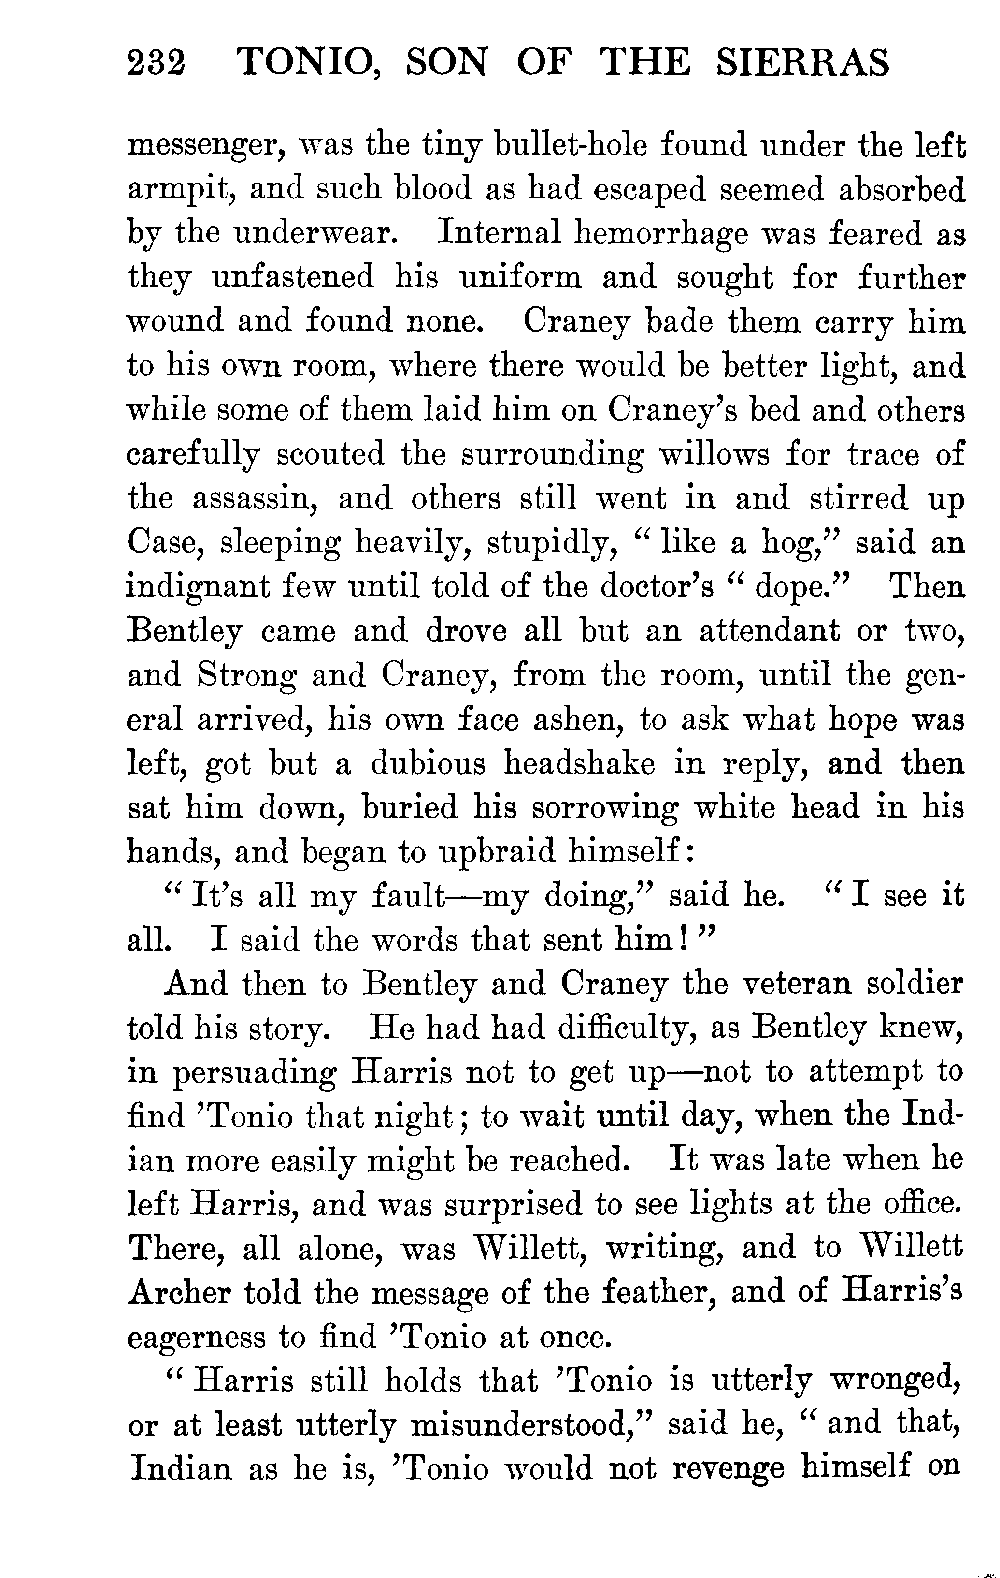 232 TONIO, SON OF THE SIERRAS
messenger, was the tiny bullet-hole found under the left
armpit, and such blood as had escaped seemed absorbed
by the underwear. Internal hemorrhage was feared as
they unfastened his uniform and sought for further
wound and found none. Craney bade them carry him
to his own room, where there would be better light, and
while some of them laid him on Craney's bed and others
carefully scouted the surrounding willows for trace of
the assassin, and others still went in and stirred up
Case, sleeping heavily, stupidly, “ like a hog,” said an
indignant few until told of the doctor's “ dope.” Then
Bentley came and drove all but an attendant or two,
and Strong and Craney, from the room, until the gen-
eral arrived, his own face ashen, to ask what hope was
left, got but a dubious headshake in reply, and then
sat him down, buried his sorrowing white head in his
hands, and began to upbraid himself:
“ It's all my fault—my doing,” said he. “ I see it
all. I said the words that sent him! ”
And then to Bentley and Craney the veteran soldier
told his story. He had had difficulty, as Bentley knew,
in persuading Harris not to get up—not to attempt to
find 'Tonio that night; to wait until day, when the Ind-
ian more easily might be reached. It was late when he
left Harris, and was surprised to see lights at the office.
There, all alone, was Willett, writing, and to Willett
Archer told the message of the feather, and of Harris's
eagerness to find 'Tonio at once.
“ Harris still holds that 'Tonio is utterly wronged,
or at least utterly misunderstood,” said he, “ and that,
Indian as he is, 'Tonio would not revenge himself on